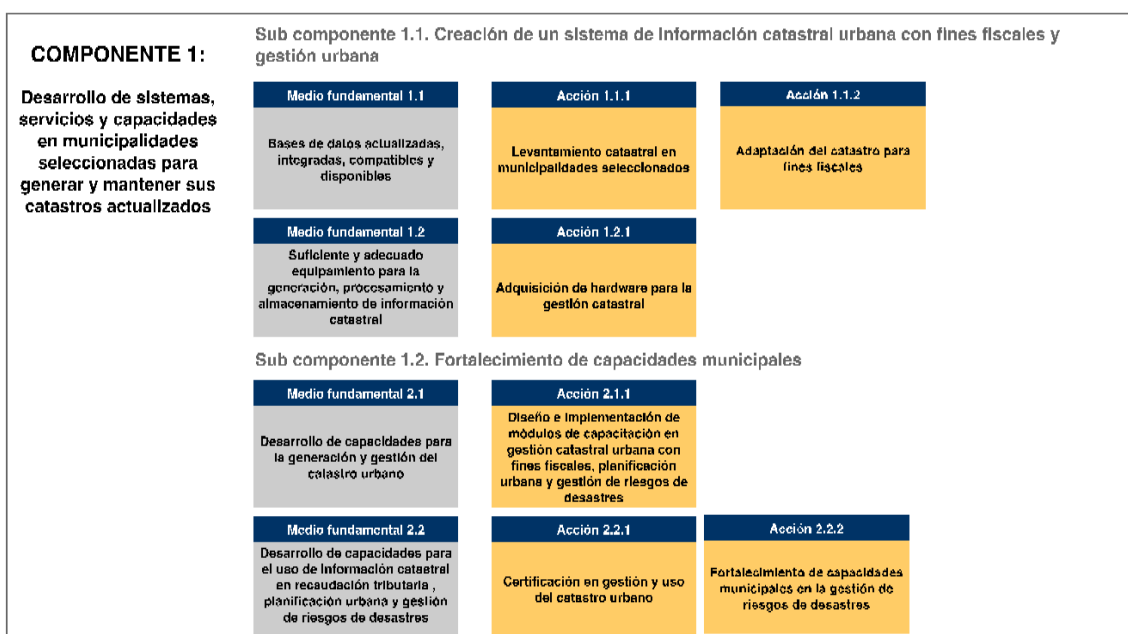 COMPONENTE 1:
Desarrollo de sistemas,
servicios y capacidades
en municipalidades
seleccionadas para
generar y mantener sus
catastros actualizados
Sub componente 1.1. Creación de un sistema de información catastral urbana con fines fiscales y
gestión urbana
Medio fundamental 1.1
Bases de datos actualizadas,
integradas, compatibles y
disponibles
Acción 1.1.1
Levantamiento catastral en
municipalidades seleccionados
Acción 1.1.2
Adaptación del catastro para
fines fiscales
Medio fundamental 1.2
Suficiente y adecuado
equipamiento para la
generación, procesamiento y
almacenamiento de información
catastral
Acción 1.2.1
Adquisición de hardware para la
gestión catastral
Sub componente 1.2. Fortalecimiento de capacidades municipales
Medio fundamental 2.1
Desarrollo de capacidades para
la generación y gestión del
catastro urbano
Acción 2.1.1
Diseño e implementación de
módulos de capacitación en
gestión catastral urbana con
fines fiscales, planificación
urbana y gestión de riesgos de
desastres
Medio fundamental 2.2
Desarrollo de capacidades para
el uso de información catastral
en recaudación tributaria ,
planificación urbana y gestión
de riesgos de desastres
Acción 2.2.1
Certificación en gestión y uso
del catastro urbano
Acción 2.2.2
Fortalecimiento de capacidades
municipales en la gestión de
riesgos de desastres